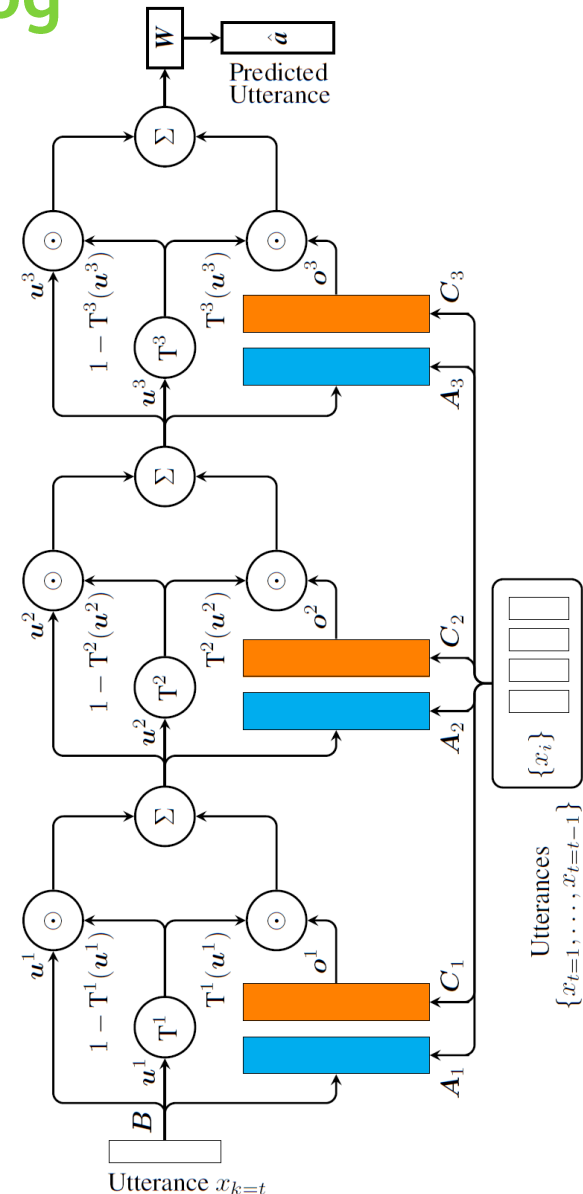 og
W
â
Predicted
Utterance
Σ
⊙
⊙
u³
1 − T³(u³)
T³(u³)
o³
T³
u³
C₃
A₃
Σ
⊙
⊙
u²
1 − T²(u²)
T²(u²)
o²
T²
u²
C₂
A₂
Σ
⊙
⊙
u¹
1 − T¹(u¹)
T¹(u¹)
o¹
T¹
u¹
C₁
A₁
B
{xᵢ}
Utterances
{x_{t=1}, . . . , x_{t=t−1}}
Utterance x_{k=t}